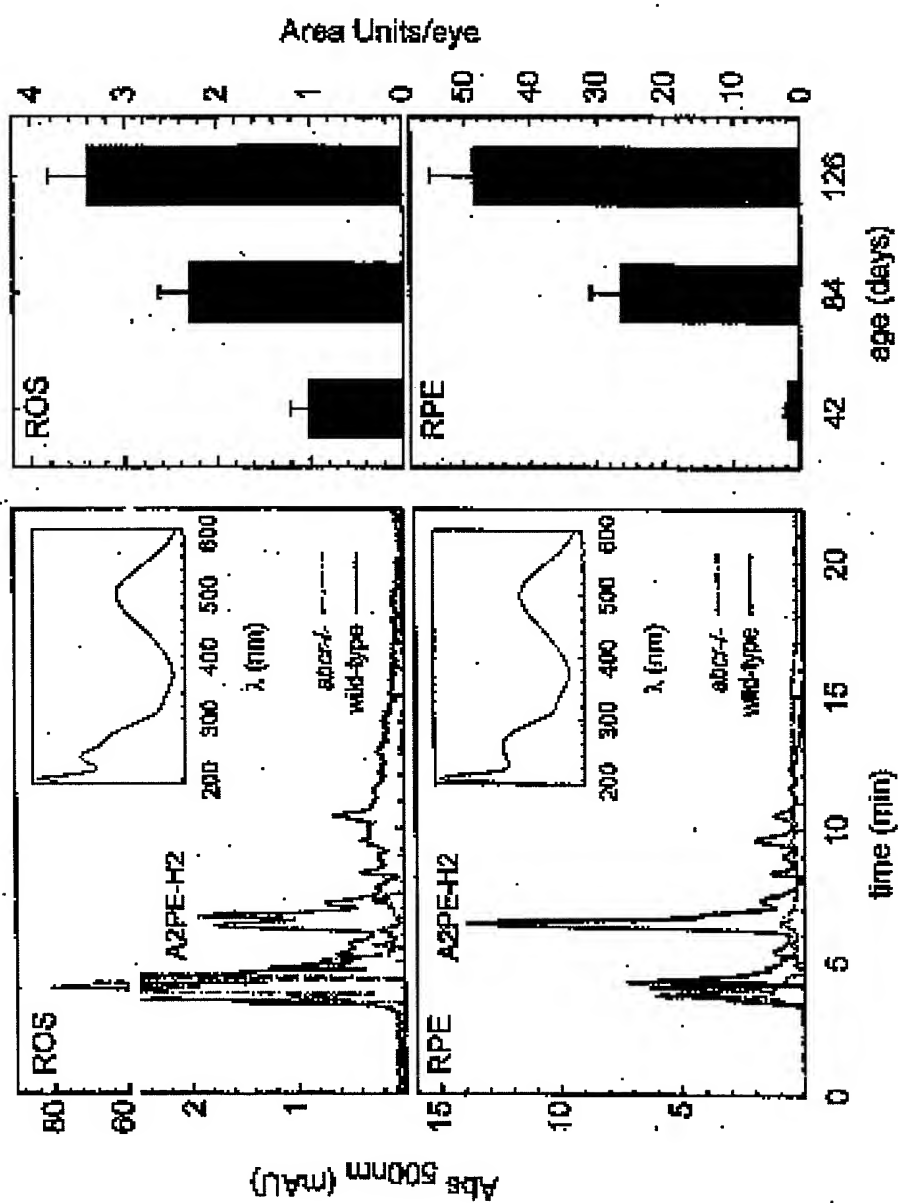 Abs 500nm (mAU)
80
60
2
1
ROS
A2PE-H2
200 300 400 500 600
λ (nm)
abcr-/-
wild-type
15
10
5
RPE
A2PE-H2
200 300 400 500 600
λ (nm)
abcr-/-
wild-type
0 5 10 15 20
time (min)
ROS
4
3
2
1
0
RPE
50
40
30
20
10
0
Area Units/eye
42 84 126
age (days)